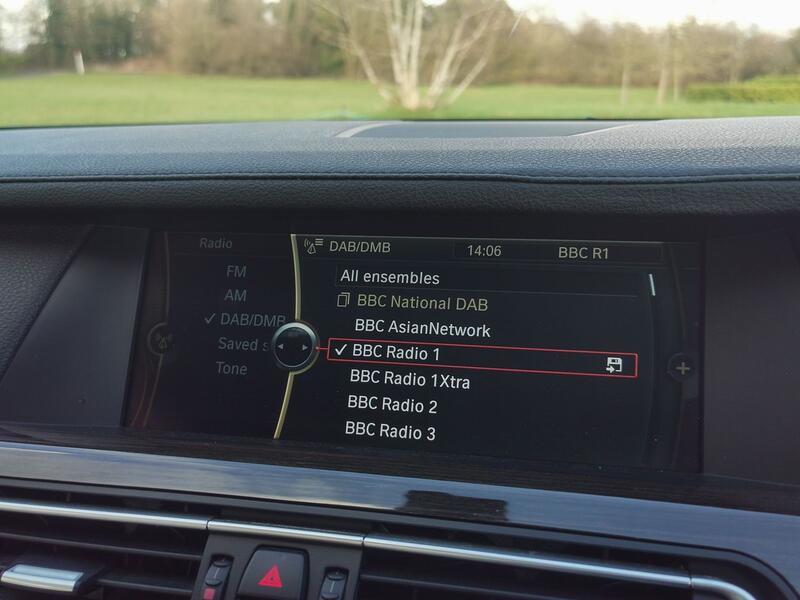 Radio
FM
AM
✓ DAB/DMB
Saved s
Tone
DAB/DMB 14:06 BBC R1
All ensembles
BBC National DAB
BBC AsianNetwork
✓ BBC Radio 1
BBC Radio 1Xtra
BBC Radio 2
BBC Radio 3